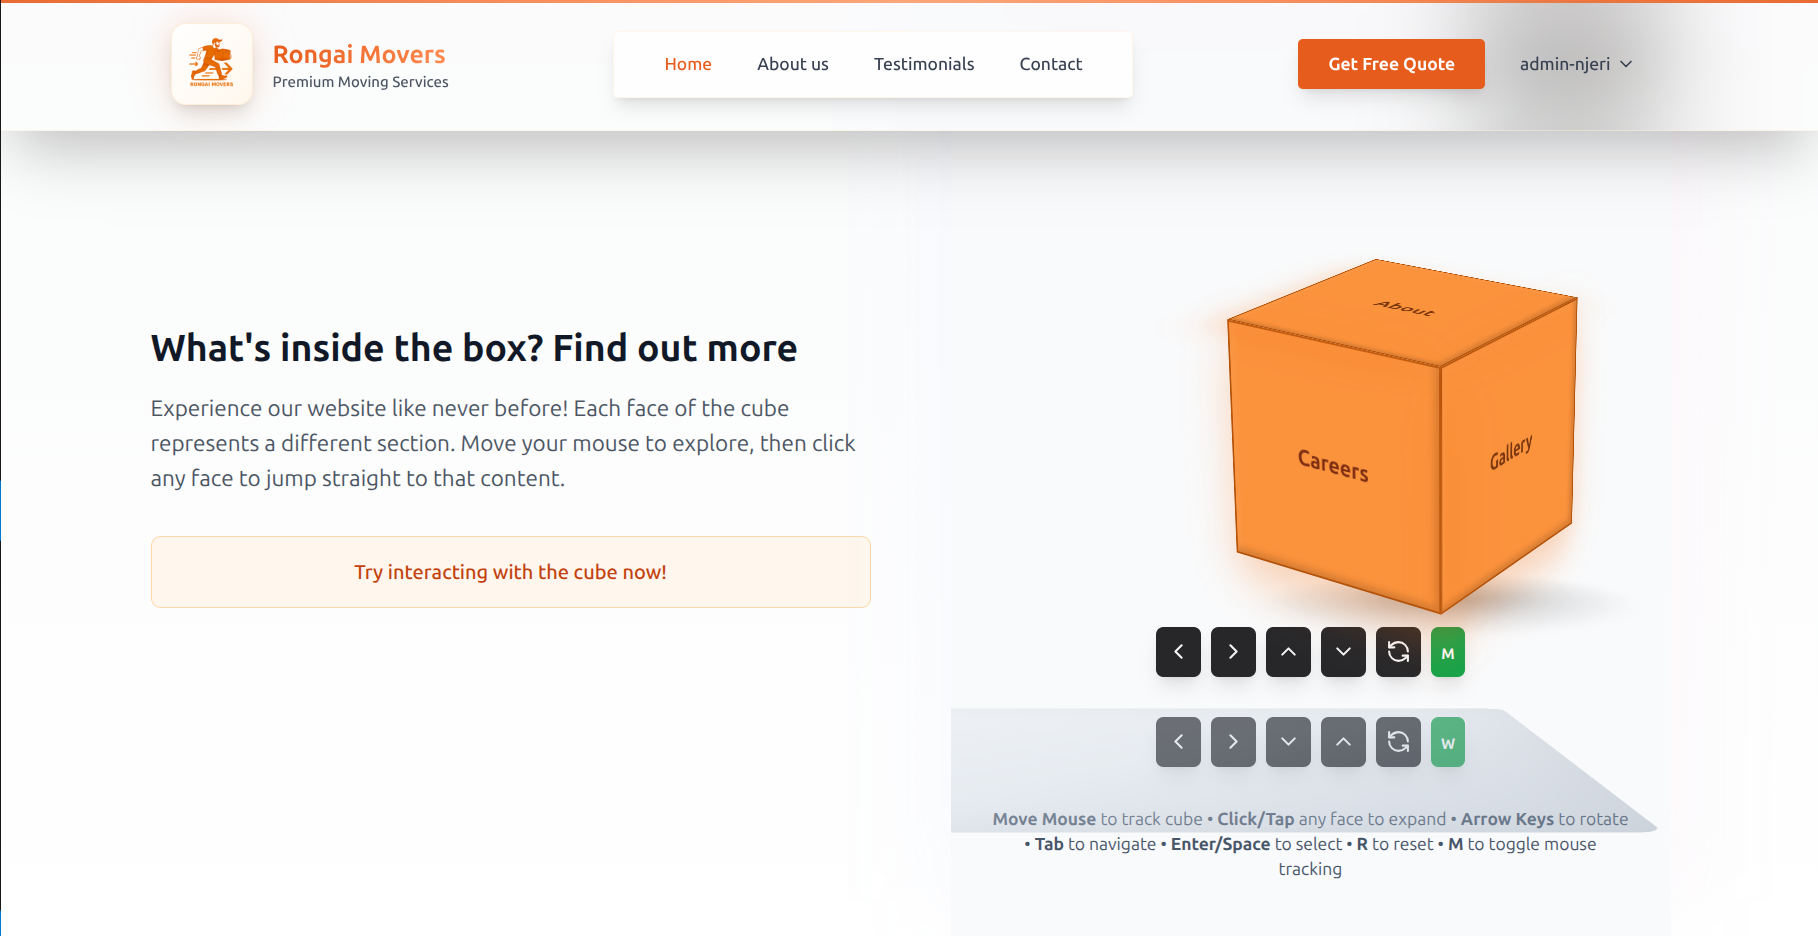 RONGAI MOVERS
Rongai Movers
Premium Moving Services
Home
About us
Testimonials
Contact
Get Free Quote
admin-njeri
What's inside the box? Find out more
Experience our website like never before! Each face of the cube
represents a different section. Move your mouse to explore, then click
any face to jump straight to that content.
Try interacting with the cube now!
About
Careers
Gallery
M
W
Move Mouse to track cube • Click/Tap any face to expand • Arrow Keys to rotate
• Tab to navigate • Enter/Space to select • R to reset • M to toggle mouse
tracking